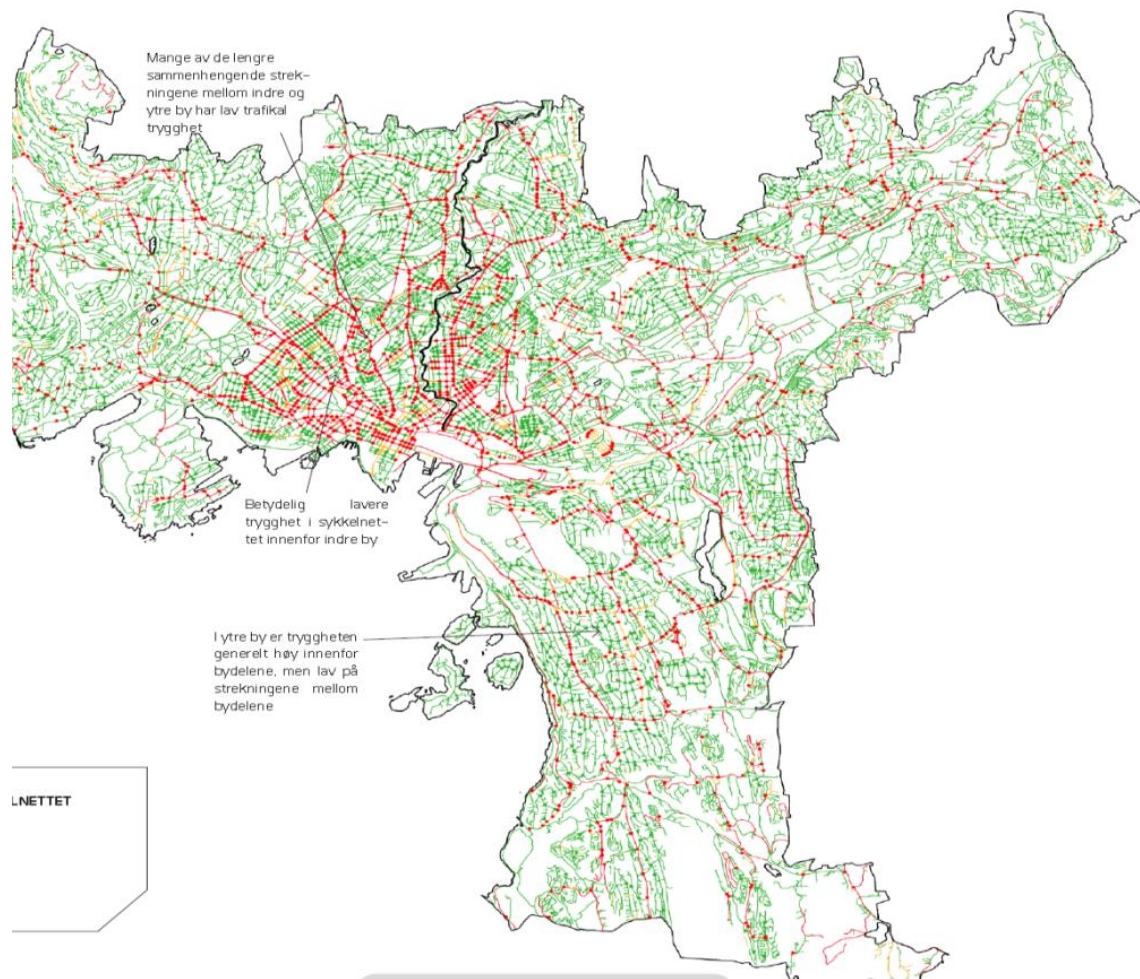 Mange av de lengre
sammenhengende strek-
ningene mellom indre og
ytre by har lav trafikal
trygghet
Betydelig lavere
trygghet i sykkelnet-
tet innenfor indre by
I ytre by er tryggheten
generelt høy innenfor
bydelene, men lav på
strekningene mellom
bydelene
LNETTET